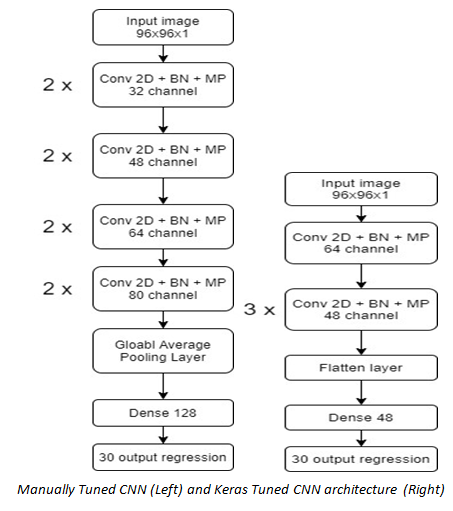 Input image
96x96x1
2 x
Conv 2D + BN + MP
32 channel
2 x
Conv 2D + BN + MP
48 channel
2 x
Conv 2D + BN + MP
64 channel
2 x
Conv 2D + BN + MP
80 channel
Gloabl Average
Pooling Layer
Dense 128
30 output regression
Input image
96x96x1
Conv 2D + BN + MP
64 channel
3 x
Conv 2D + BN + MP
48 channel
Flatten layer
Dense 48
30 output regression
Manually Tuned CNN (Left) and Keras Tuned CNN architecture (Right)